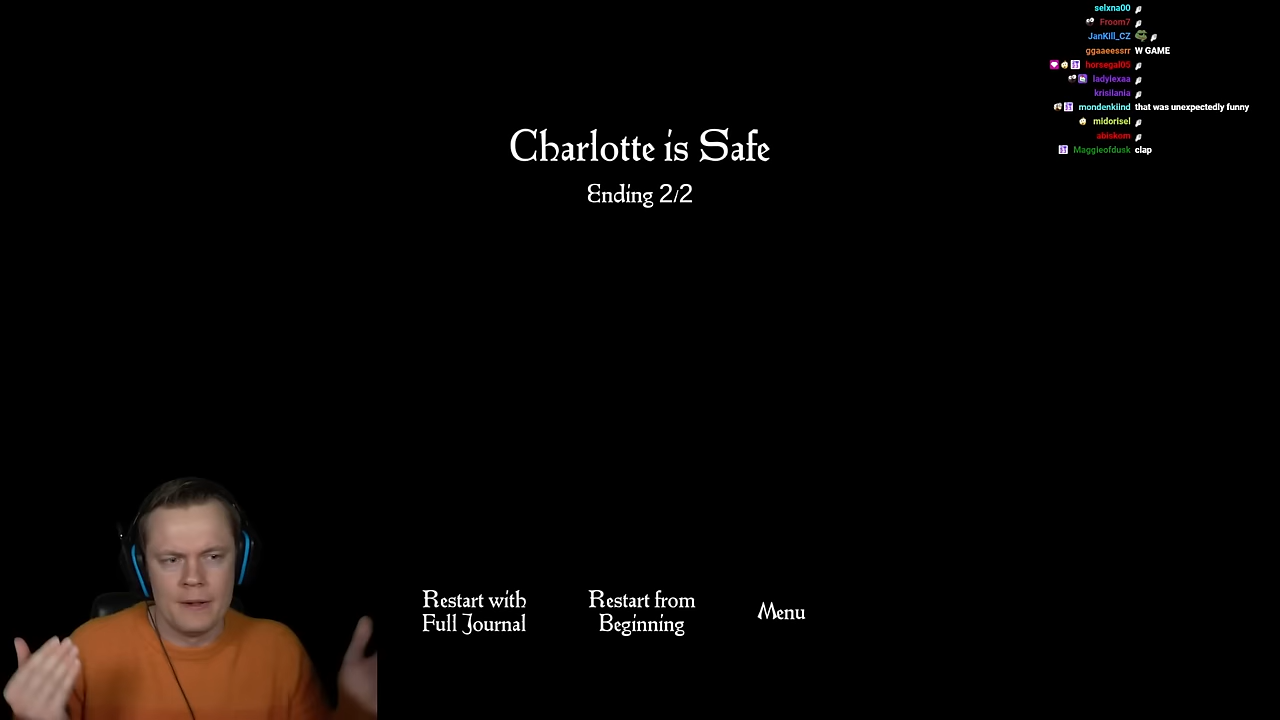 selxna00
Froom7
JanKill_CZ
ggaaeessrr W GAME
horsegal05
ladyiexaa
krisilania
mondenkiind that was unexpectedly funny
midorisel
abiskom
Maggieofdusk clap
Charlotte is Safe
Ending 2/2
Restart with
Full Journal
Restart from
Beginning
Menu